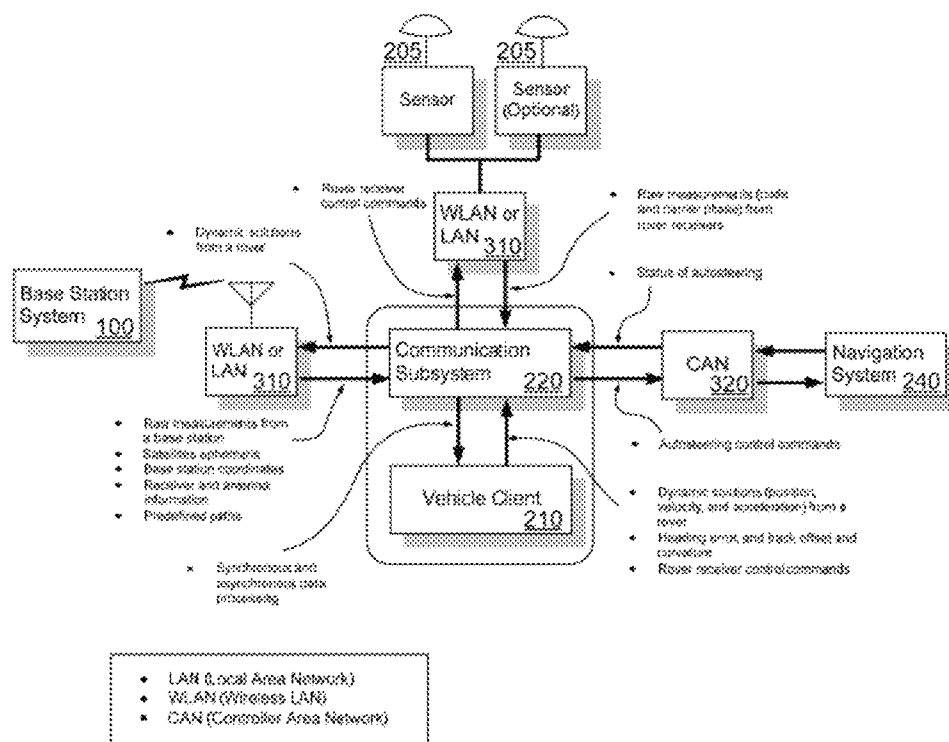 205
Sensor
205
Sensor
(Optional)
Rover receiver
control commands
WLAN or
LAN 310
Raw measurements (code
and carrier phase) from
rover receivers
Dynamic solutions
from a rover
Status of autosteering
Base Station
System 100
WLAN or
LAN
310
Communication
Subsystem
220
CAN
320
Navigation
System
240
Raw measurements from
a base station
Satellites ephemeris
Base station coordinates
Receiver and antenna
information
Predefined paths
Autosteering control commands
Vehicle Client
210
Dynamic solutions (position,
velocity, and acceleration) from a
rover
Heading error, and track offset and
curvature
Rover receiver control commands
Synchronous and
asynchronous data
processing
LAN (Local Area Network)
WLAN (Wireless LAN)
CAN (Controller Area Network)